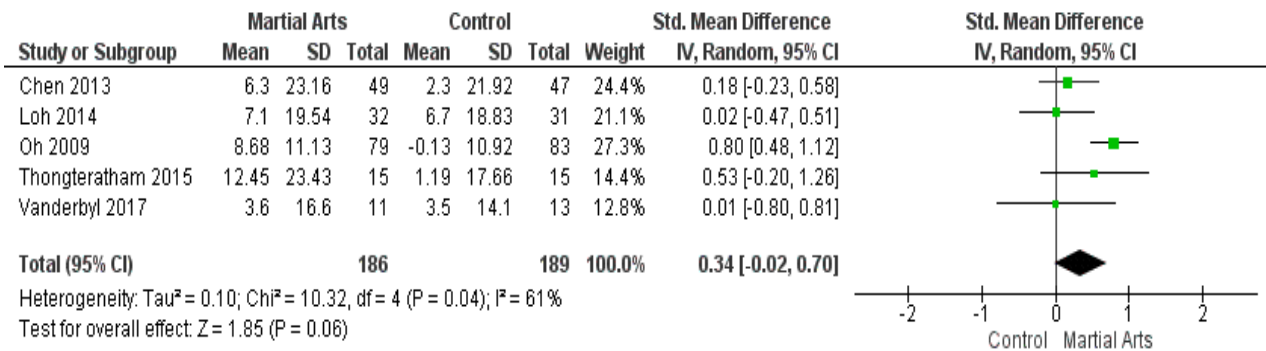 Martial Arts Control Std. Mean Difference Std. Mean Difference
Study or Subgroup Mean SD Total Mean SD Total Weight IV, Random, 95% CI IV, Random, 95% CI
Chen 2013 6.3 23.16 49 2.3 21.92 47 24.4% 0.18 [-0.23, 0.58]
Loh 2014 7.1 19.54 32 6.7 18.83 31 21.1% 0.02 [-0.47, 0.51]
Oh 2009 8.68 11.13 79 -0.13 10.92 83 27.3% 0.80 [0.48, 1.12]
Thongteratham 2015 12.45 23.43 15 1.19 17.66 15 14.4% 0.53 [-0.20, 1.26]
Vanderbyl 2017 3.6 16.6 11 3.5 14.1 13 12.8% 0.01 [-0.80, 0.81]
Total (95% CI) 186 189 100.0% 0.34 [-0.02, 0.70]
Heterogeneity: Tau² = 0.10; Chi² = 10.32, df = 4 (P = 0.04); I² = 61%
Test for overall effect: Z = 1.85 (P = 0.06)
-2 -1 0 1 2
Control Martial Arts